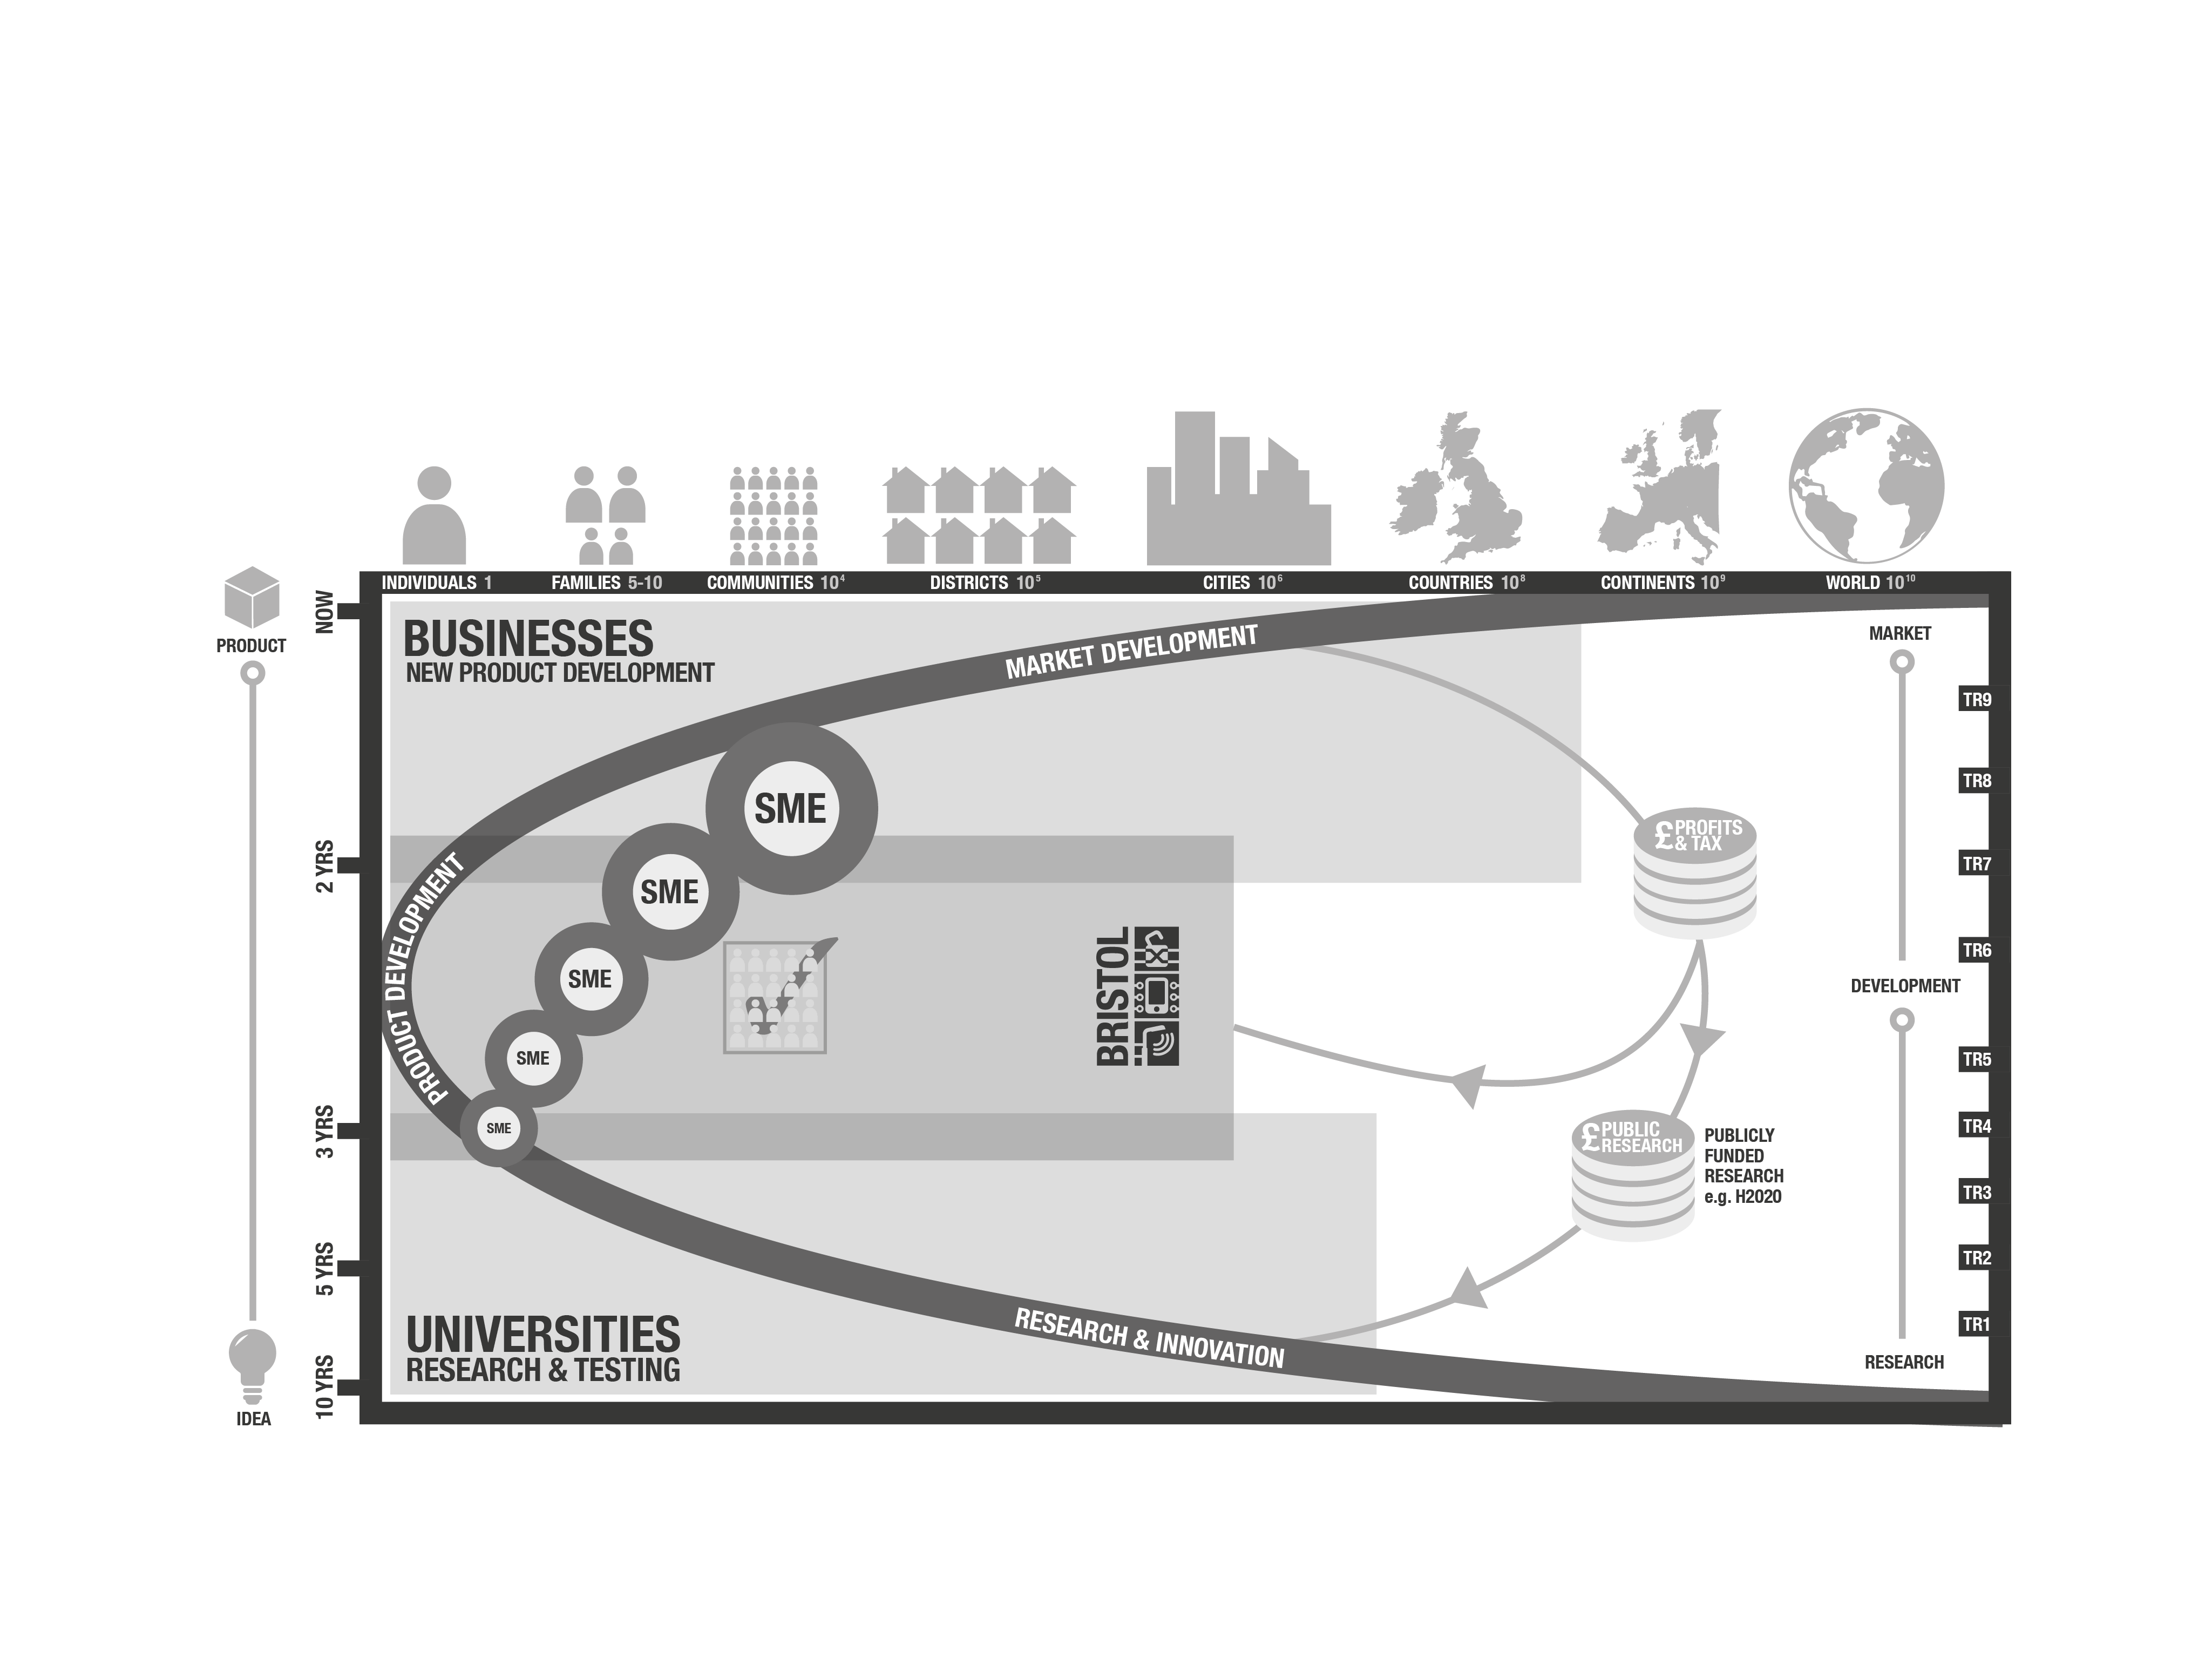 INDIVIDUALS 1
FAMILIES 5-10
COMMUNITIES 10⁴
DISTRICTS 10⁵
CITIES 10⁶
COUNTRIES 10⁸
CONTINENTS 10⁹
WORLD 10¹⁰
PRODUCT
IDEA
NOW
2 YRS
3 YRS
5 YRS
10 YRS
BUSINESSES
NEW PRODUCT DEVELOPMENT
MARKET DEVELOPMENT
PRODUCT DEVELOPMENT
SME
SME
SME
SME
SME
BRISTOL
UNIVERSITIES
RESEARCH & TESTING
RESEARCH & INNOVATION
£ PROFITS
& TAX
£ PUBLIC
RESEARCH
PUBLICLY
FUNDED
RESEARCH
e.g. H2020
MARKET
DEVELOPMENT
RESEARCH
TR9
TR8
TR7
TR6
TR5
TR4
TR3
TR2
TR1